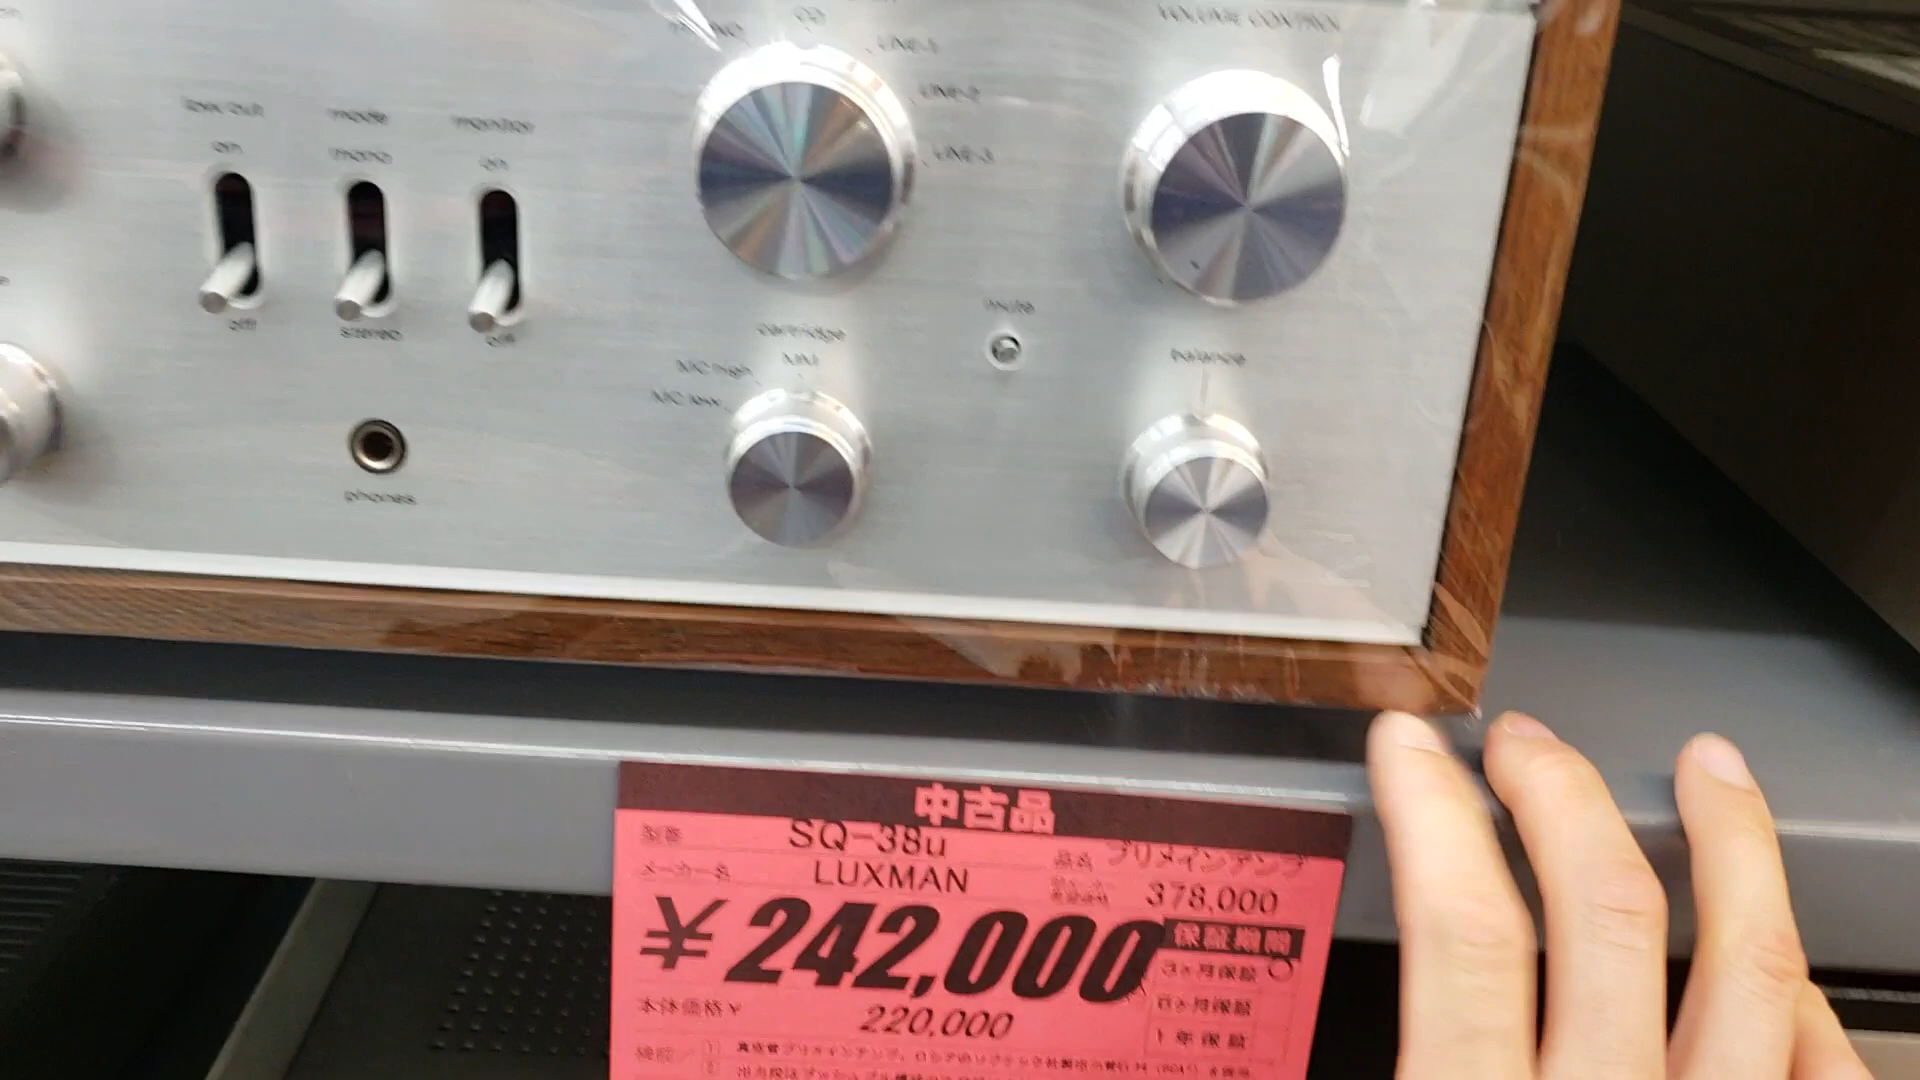 CD
LINE-1
VOLUME CONTROL
LINE-2
LINE-3
low cut
mode
monitor
on
mono
on
off
stereo
off
mute
cartridge
MM
MC high
MC low
balance
phones
中古品
型番 SQ-38u 品名 プリメインアンプ
メーカー名 LUXMAN 378,000
¥242,000
保証期間
3ヶ月保証 ○
6ヶ月保証
1年保証
本体価格¥ 220,000